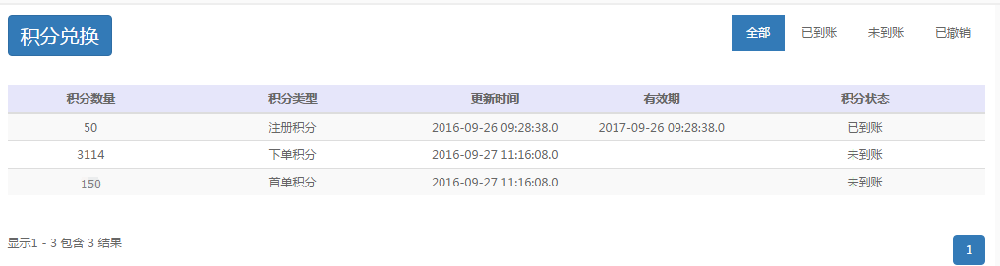 积分兑换 全部 已到账 未到账 已撤销
积分数量 积分类型 更新时间 有效期 积分状态
50 注册积分 2016-09-26 09:28:38.0 2017-09-26 09:28:38.0 已到账
3114 下单积分 2016-09-27 11:16:08.0 未到账
150 首单积分 2016-09-27 11:16:08.0 未到账
显示1 - 3 包含 3 结果 1